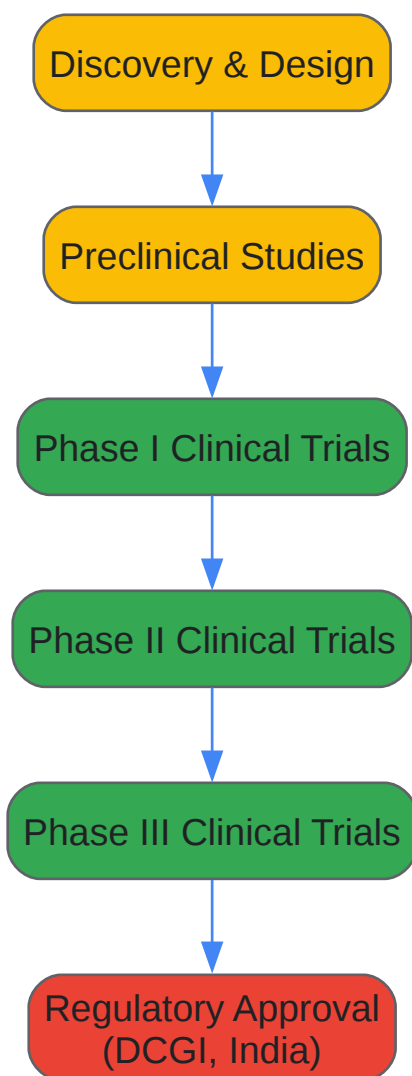 Discovery & Design
Preclinical Studies
Phase I Clinical Trials
Phase II Clinical Trials
Phase III Clinical Trials
Regulatory Approval
(DCGI, India)